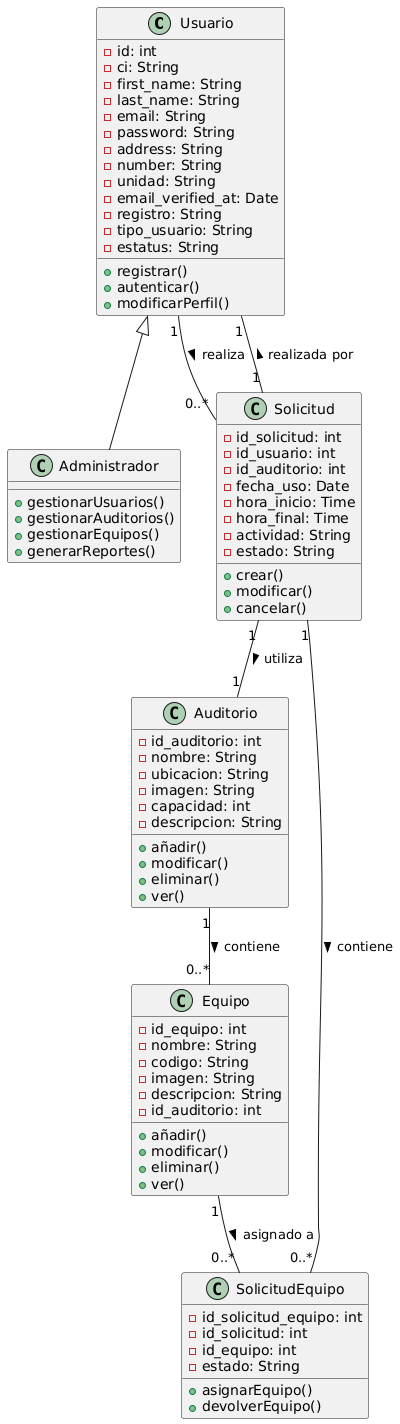 C Usuario
id: int
ci: String
first_name: String
last_name: String
email: String
password: String
address: String
number: String
unidad: String
email_verified_at: Date
registro: String
tipo_usuario: String
estatus: String
registrar()
autenticar()
modificarPerfil()
1 1
realiza realizada por
0..* 1
C Solicitud
id_solicitud: int
id_usuario: int
id_auditorio: int
fecha_uso: Date
hora_inicio: Time
hora_final: Time
actividad: String
estado: String
crear()
modificar()
cancelar()
C Administrador
gestionarUsuarios()
gestionarAuditorios()
gestionarEquipos()
generarReportes()
1 1
utiliza
1
C Auditorio
id_auditorio: int
nombre: String
ubicacion: String
imagen: String
capacidad: int
descripcion: String
añadir()
modificar()
eliminar()
ver()
1
contiene contiene
0..*
C Equipo
id_equipo: int
nombre: String
codigo: String
imagen: String
descripcion: String
id_auditorio: int
añadir()
modificar()
eliminar()
ver()
1
asignado a
0..* 0..*
C SolicitudEquipo
id_solicitud_equipo: int
id_solicitud: int
id_equipo: int
estado: String
asignarEquipo()
devolverEquipo()